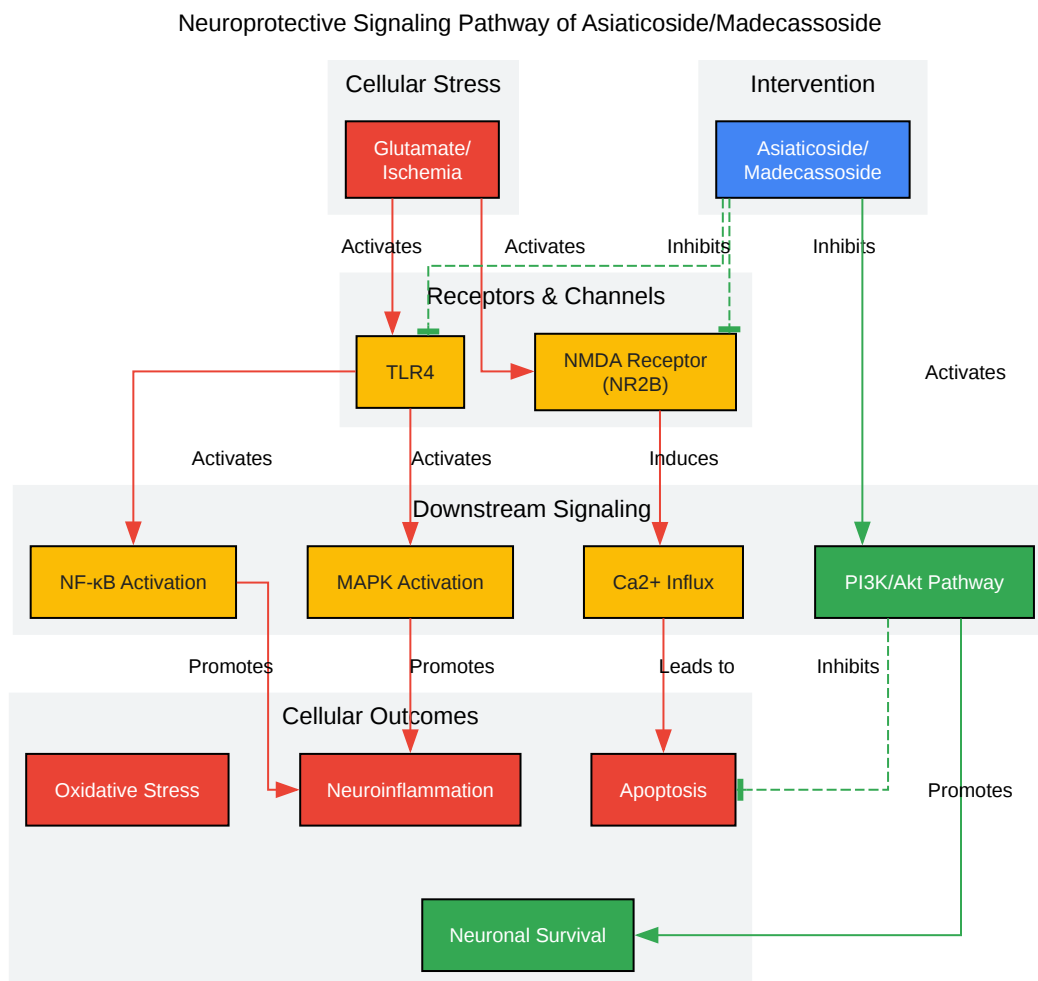 Neuroprotective Signaling Pathway of Asiaticoside/Madecassoside
Cellular Stress
Intervention
Glutamate/
Ischemia
Asiaticoside/
Madecassoside
Activates
Activates
Inhibits
Inhibits
Receptors & Channels
TLR4
NMDA Receptor
(NR2B)
Activates
Activates
Activates
Induces
Downstream Signaling
NF-κB Activation
MAPK Activation
Ca2+ Influx
PI3K/Akt Pathway
Promotes
Promotes
Leads to
Inhibits
Cellular Outcomes
Oxidative Stress
Neuroinflammation
Apoptosis
Promotes
Neuronal Survival